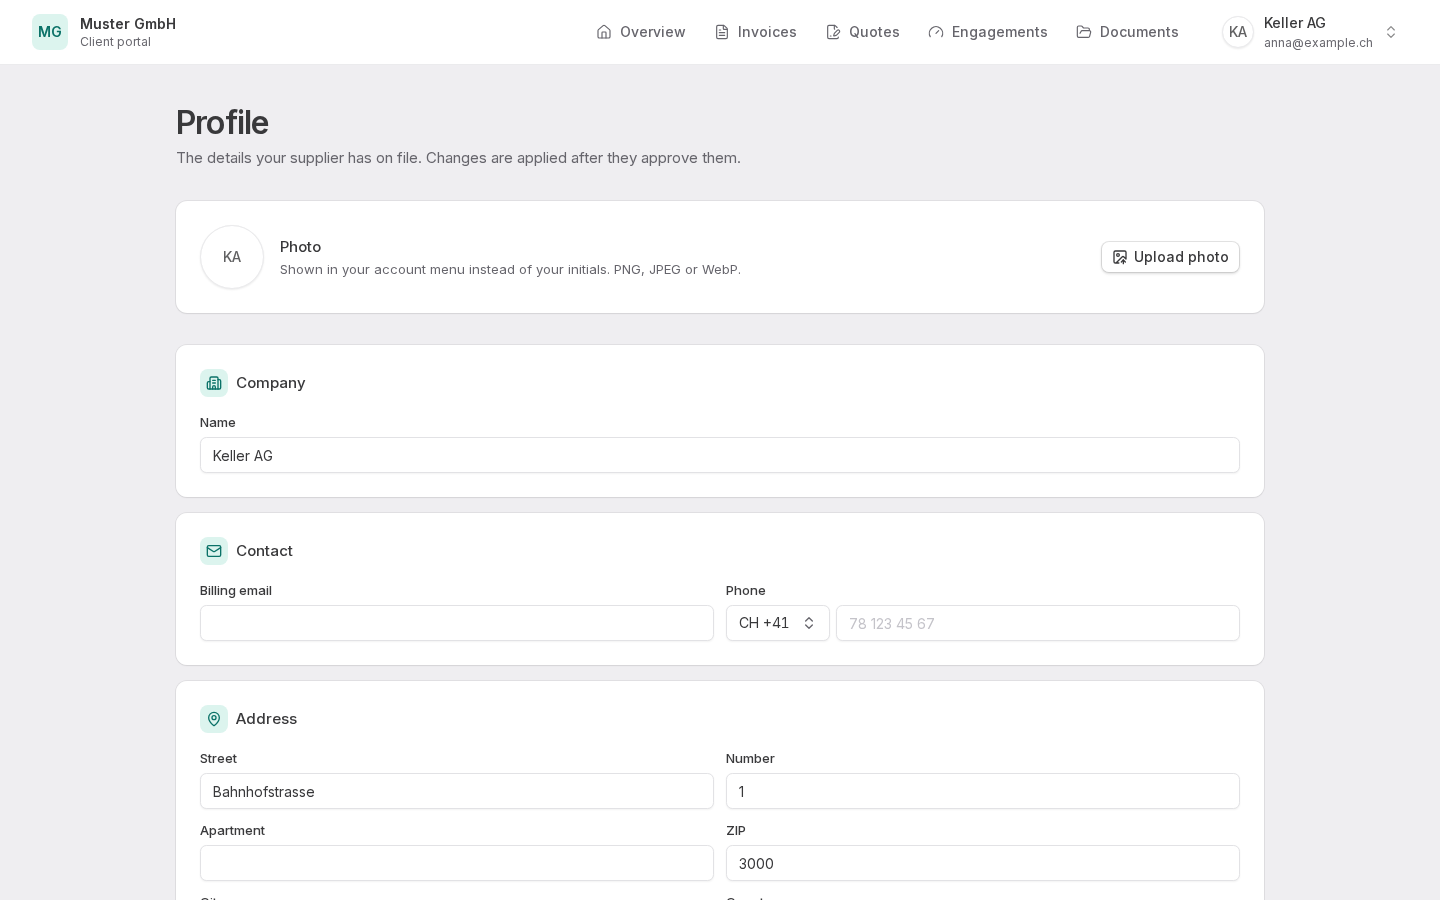 MG
Muster GmbH
Client portal
Overview
Invoices
Quotes
Engagements
Documents
KA
Keller AG
anna@example.ch
Profile
The details your supplier has on file. Changes are applied after they approve them.
KA
Photo
Shown in your account menu instead of your initials. PNG, JPEG or WebP.
Upload photo
Company
Name
Keller AG
Contact
Billing email
Phone
CH +41
78 123 45 67
Address
Street
Number
Bahnhofstrasse
1
Apartment
ZIP
3000